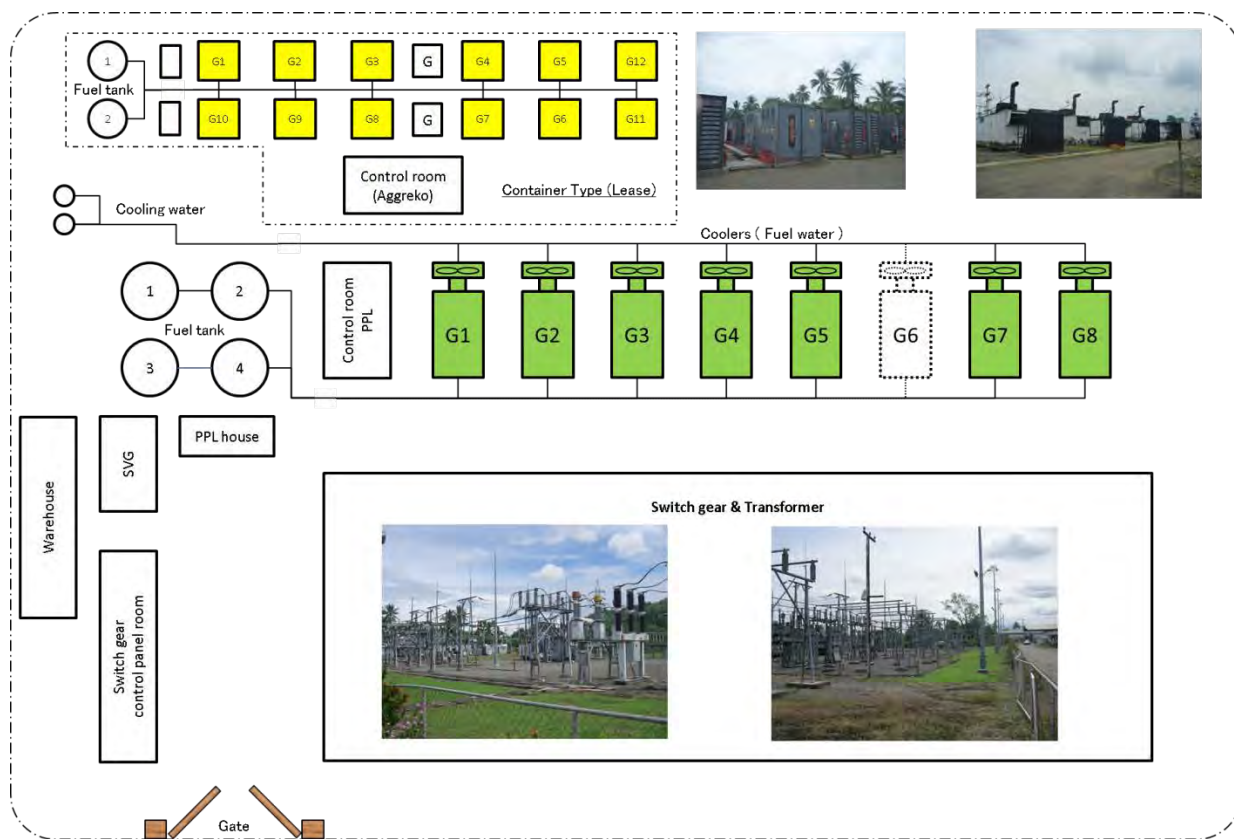 1
Fuel tank
2
G1
G2
G3
G
G4
G5
G12
G10
G9
G8
G
G7
G6
G11
Control room
(Aggreko)
Container Type (Lease)
Cooling water
Coolers ( Fuel water )
1
2
Fuel tank
3
4
Control room
PPL
G1
G2
G3
G4
G5
G6
G7
G8
Warehouse
SVG
PPL house
Switch gear
control panel room
Switch gear & Transformer
Gate